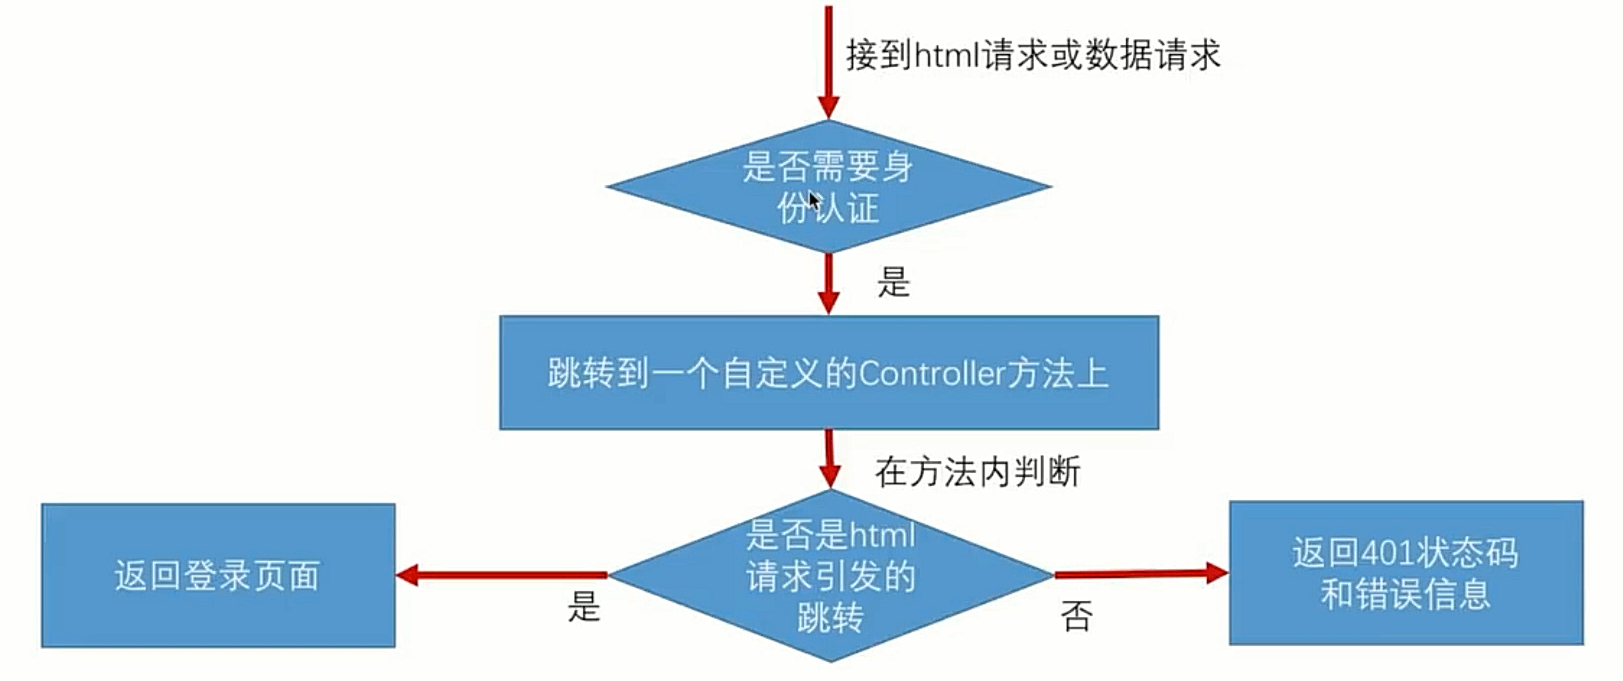 接到html请求或数据请求
是否需要身
份认证
是
跳转到一个自定义的Controller方法上
在方法内判断
是否是html
请求引发的
跳转
返回登录页面
是
否
返回401状态码
和错误信息